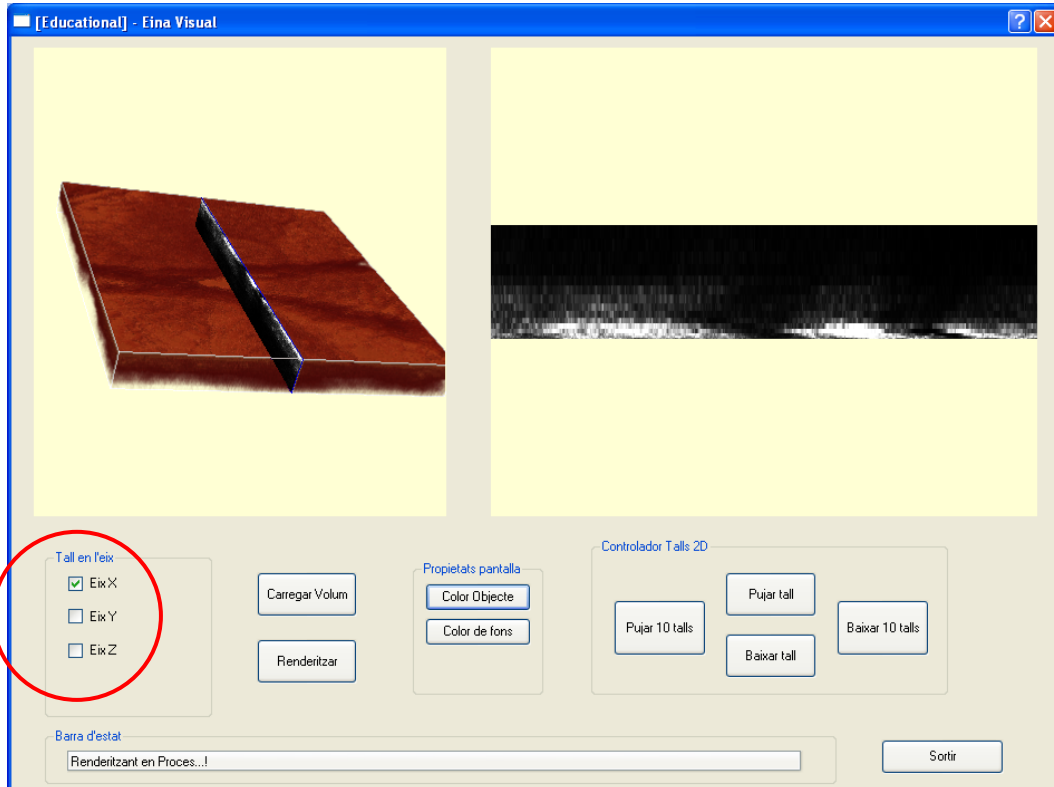 [Educational] - Eina Visual
Tall en l'eix
Eix X
Eix Y
Eix Z
Carregar Volum
Renderitzar
Propietats pantalla
Color Objecte
Color de fons
Controlador Talls 2D
Pujar 10 talls
Pujar tall
Baixar tall
Baixar 10 talls
Barra d'estat
Renderitzant en Proces...!
Sortir